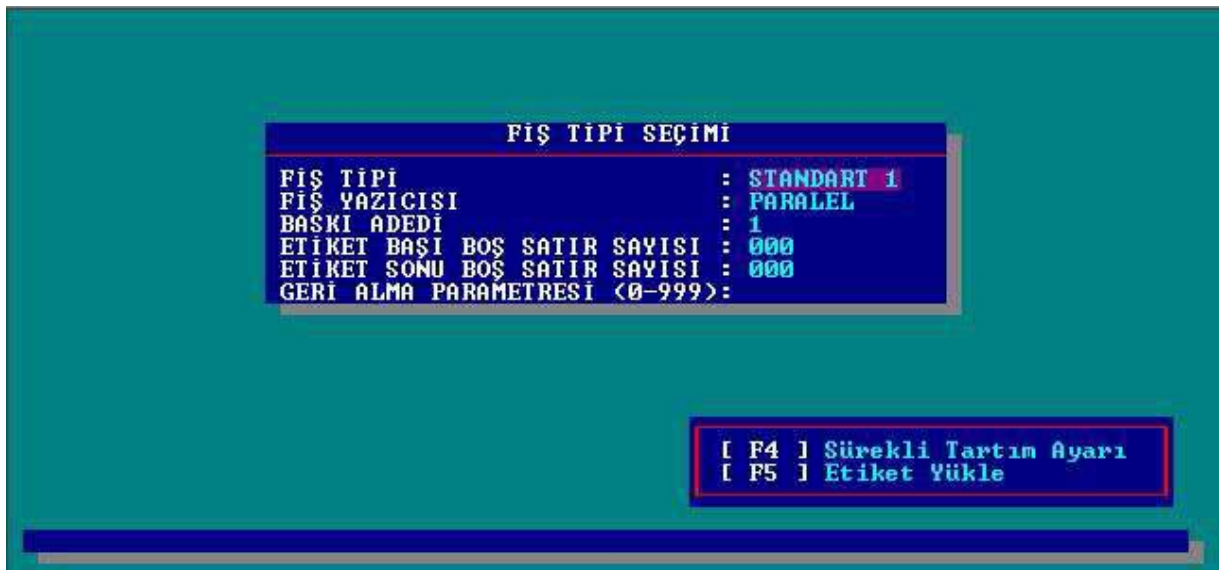 FİŞ TİPİ SEÇİMİ
FİŞ TİPİ : STANDART 1
FİŞ YAZICISI : PARALEL
BASKI ADEDİ : 1
ETİKET BAŞI BOŞ SATIR SAYISI : 000
ETİKET SONU BOŞ SATIR SAYISI : 000
GERİ ALMA PARAMETRESİ (0-999):
[ F4 ] Sürekli Tartım Ayarı
[ F5 ] Etiket Yükle